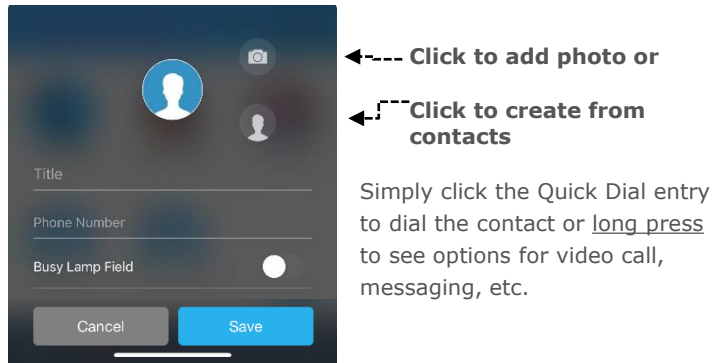 Click to add photo or
Click to create from
contacts
Title
Phone Number
Busy Lamp Field
Cancel
Save
Simply click the Quick Dial entry
to dial the contact or long press
to see options for video call,
messaging, etc.